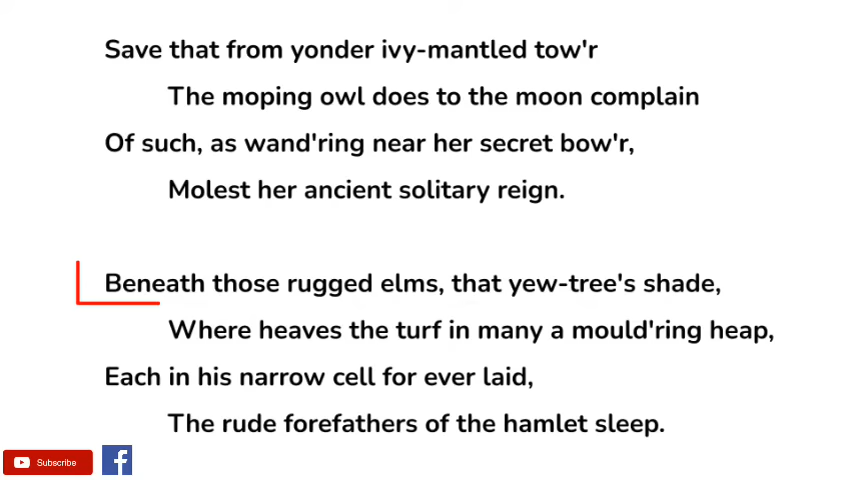 Save that from yonder ivy-mantled tow'r
The moping owl does to the moon complain
Of such, as wand'ring near her secret bow'r,
Molest her ancient solitary reign.
Beneath those rugged elms, that yew-tree's shade,
Where heaves the turf in many a mould'ring heap,
Each in his narrow cell for ever laid,
The rude forefathers of the hamlet sleep.
Subscribe